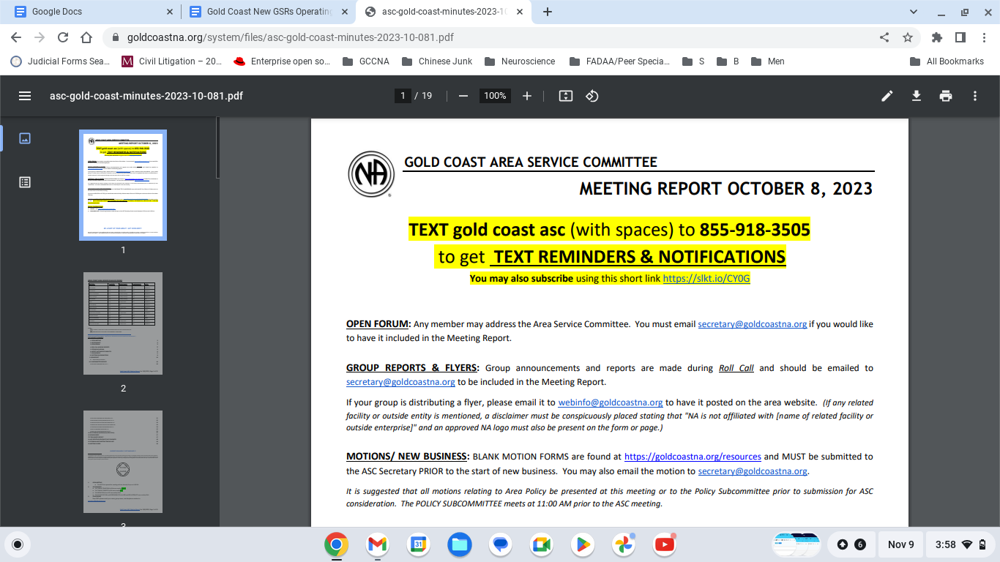 Google Docs
Gold Coast New GSRs Operating
asc-gold-coast-minutes-2023-10
goldcoastna.org/system/files/asc-gold-coast-minutes-2023-10-081.pdf
Judicial Forms Sea...
M Civil Litigation – 20...
Enterprise open so...
GCCNA
Chinese Junk
Neuroscience
FADAA/Peer Specia...
S
B
Men
All Bookmarks
asc-gold-coast-minutes-2023-10-081.pdf
1 / 19
100%
1
2
3
NA
GOLD COAST AREA SERVICE COMMITTEE
MEETING REPORT OCTOBER 8, 2023
TEXT gold coast asc (with spaces) to 855-918-3505
to get TEXT REMINDERS & NOTIFICATIONS
You may also subscribe using this short link https://slkt.io/CY0G
OPEN FORUM: Any member may address the Area Service Committee. You must email secretary@goldcoastna.org if you would like
to have it included in the Meeting Report.
GROUP REPORTS & FLYERS: Group announcements and reports are made during Roll Call and should be emailed to
secretary@goldcoastna.org to be included in the Meeting Report.
If your group is distributing a flyer, please email it to webinfo@goldcoastna.org to have it posted on the area website. (If any related
facility or outside entity is mentioned, a disclaimer must be conspicuously placed stating that "NA is not affiliated with [name of related facility or
outside enterprise]" and an approved NA logo must also be present on the form or page.)
MOTIONS/ NEW BUSINESS: BLANK MOTION FORMS are found at https://goldcoastna.org/resources and MUST be submitted to
the ASC Secretary PRIOR to the start of new business. You may also email the motion to secretary@goldcoastna.org.
It is suggested that all motions relating to Area Policy be presented at this meeting or to the Policy Subcommittee prior to submission for ASC
consideration. The POLICY SUBCOMMITTEE meets at 11:00 AM prior to the ASC meeting.
6
Nov 9
3:58